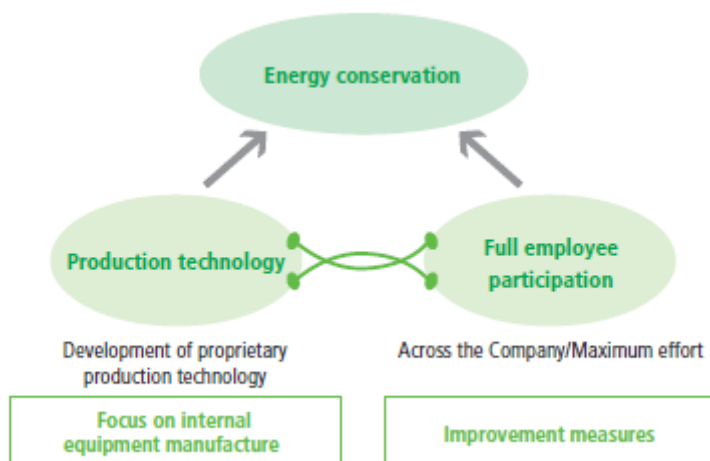 Energy conservation
Production technology
Full employee
participation
Development of proprietary
production technology
Across the Company/Maximum effort
Focus on internal
equipment manufacture
Improvement measures